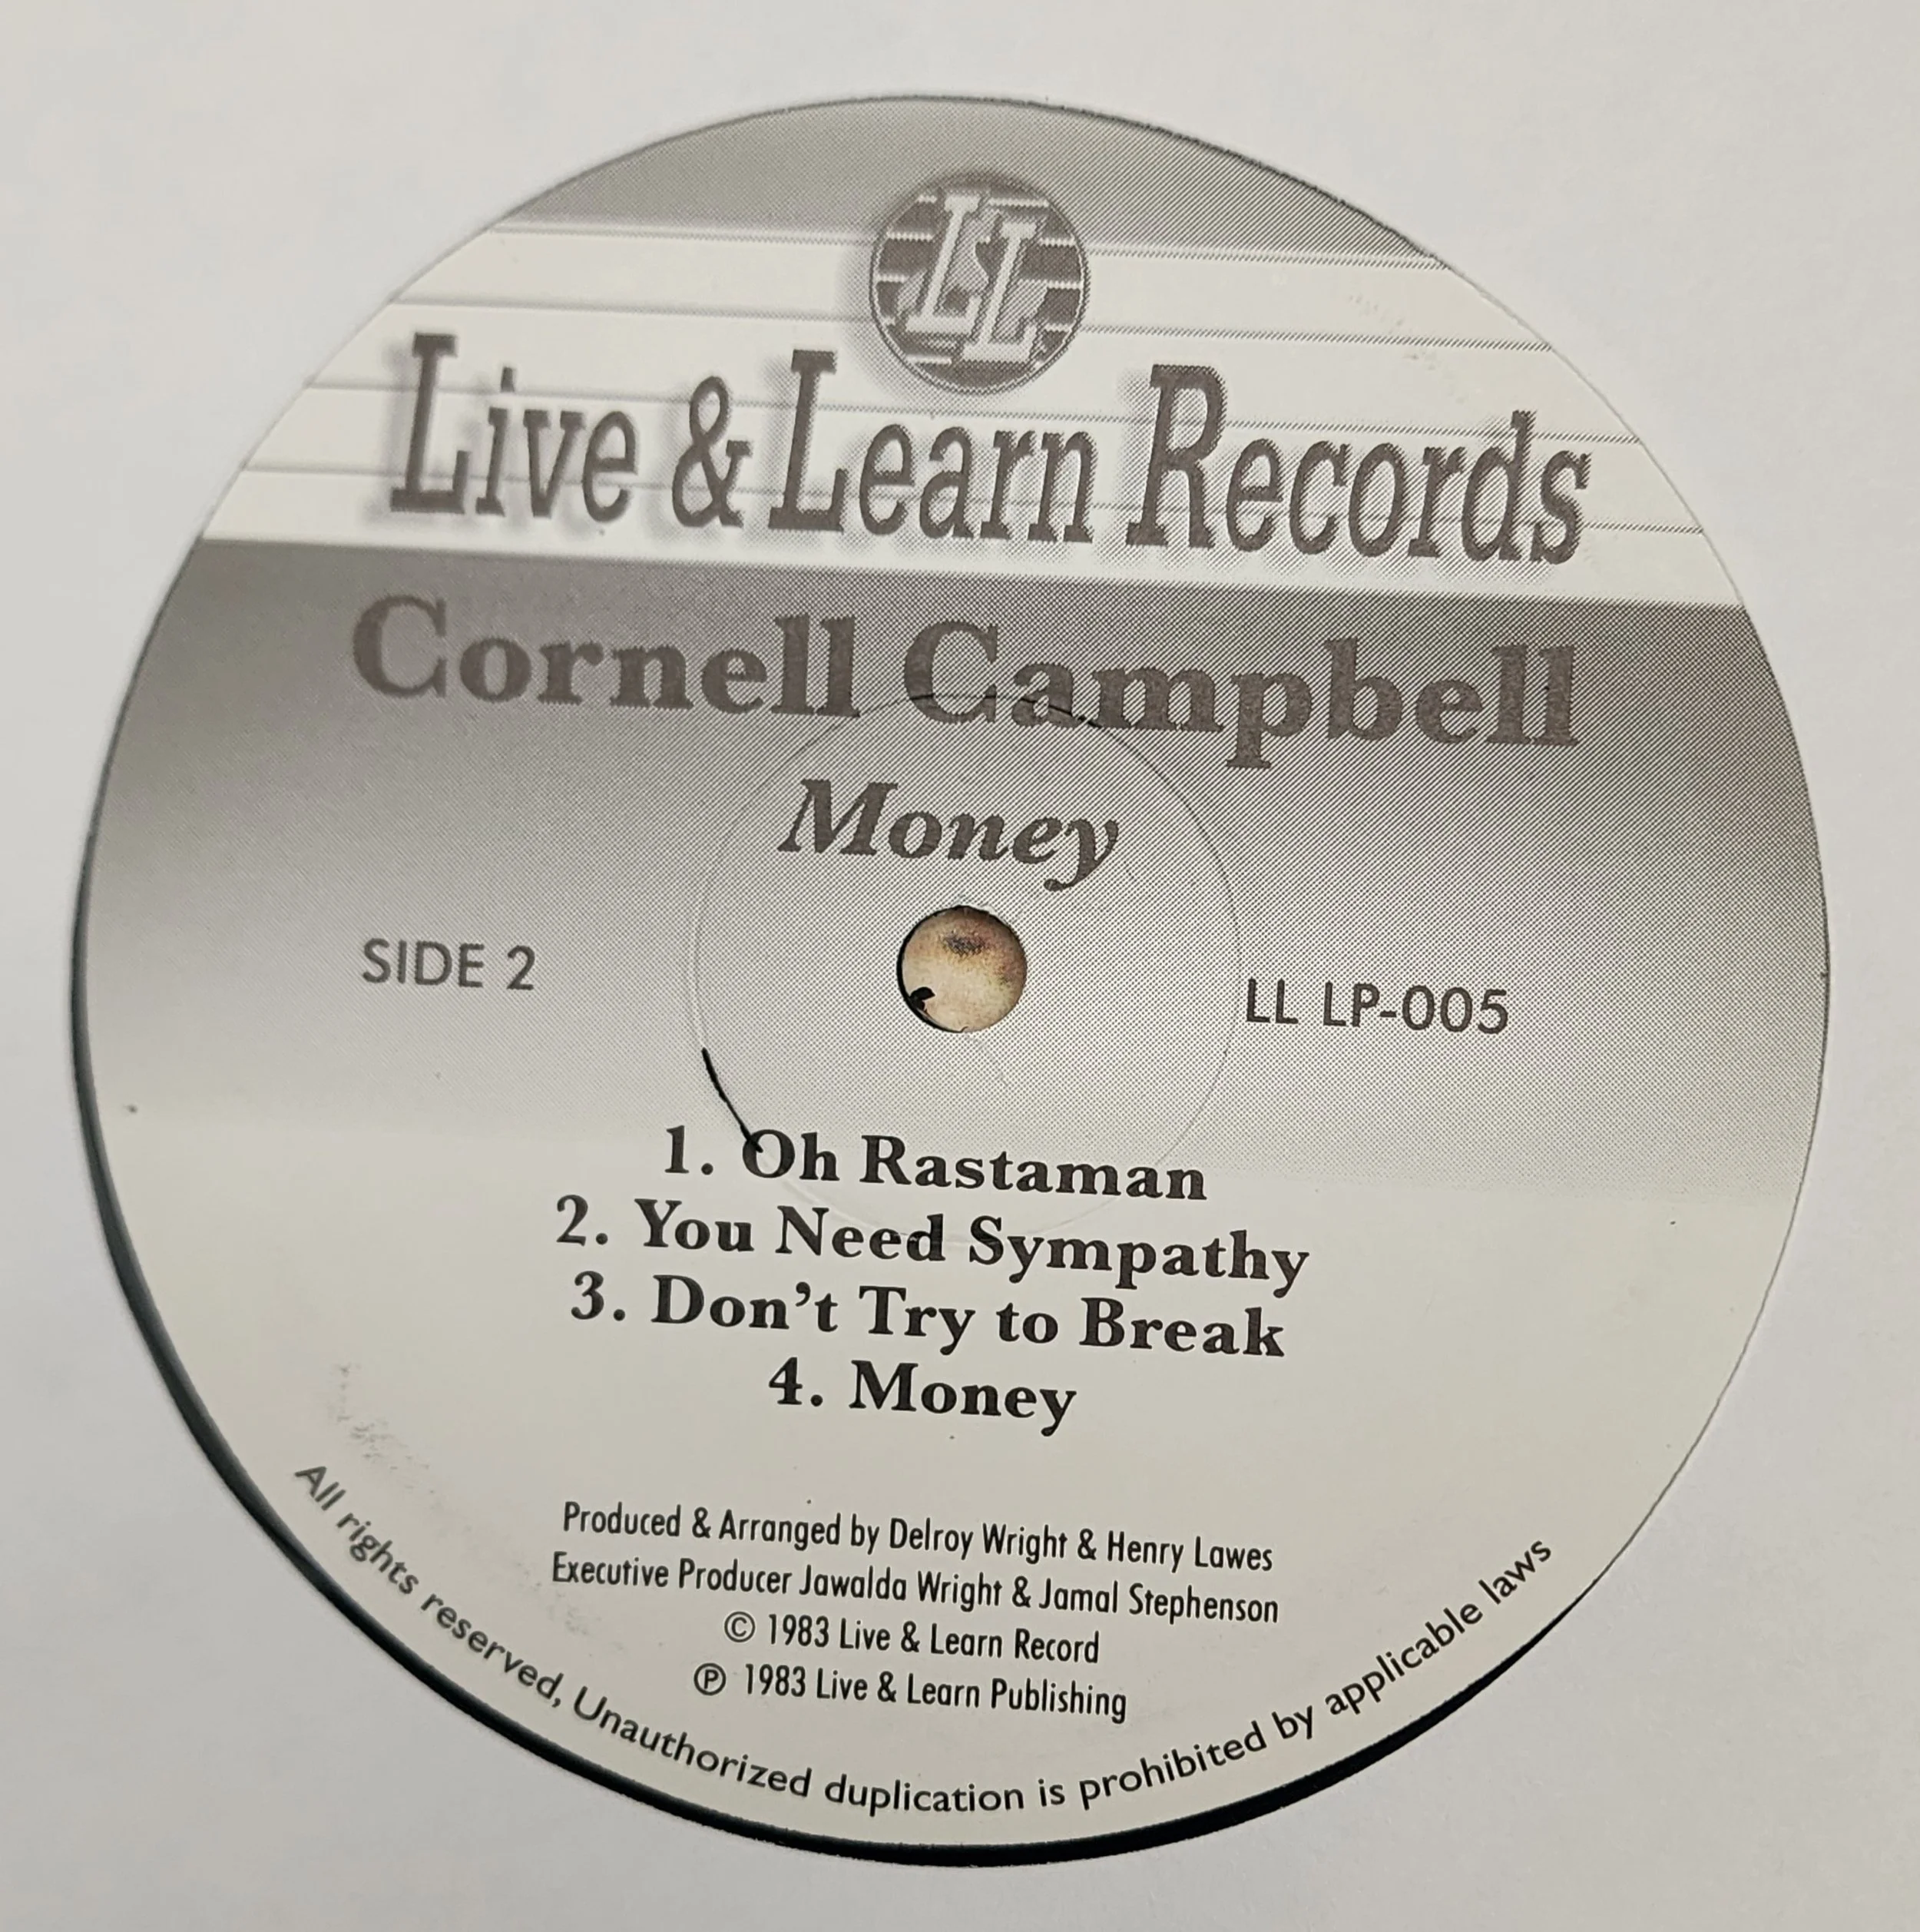 LL
Live & Learn Records
Cornell Campbell
Money
SIDE 2
LL LP-005
1. Oh Rastaman
2. You Need Sympathy
3. Don't Try to Break
4. Money
Produced & Arranged by Delroy Wright & Henry Lawes
Executive Producer Jawalda Wright & Jamal Stephenson
© 1983 Live & Learn Record
℗ 1983 Live & Learn Publishing
All rights reserved, Unauthorized duplication is prohibited by applicable laws